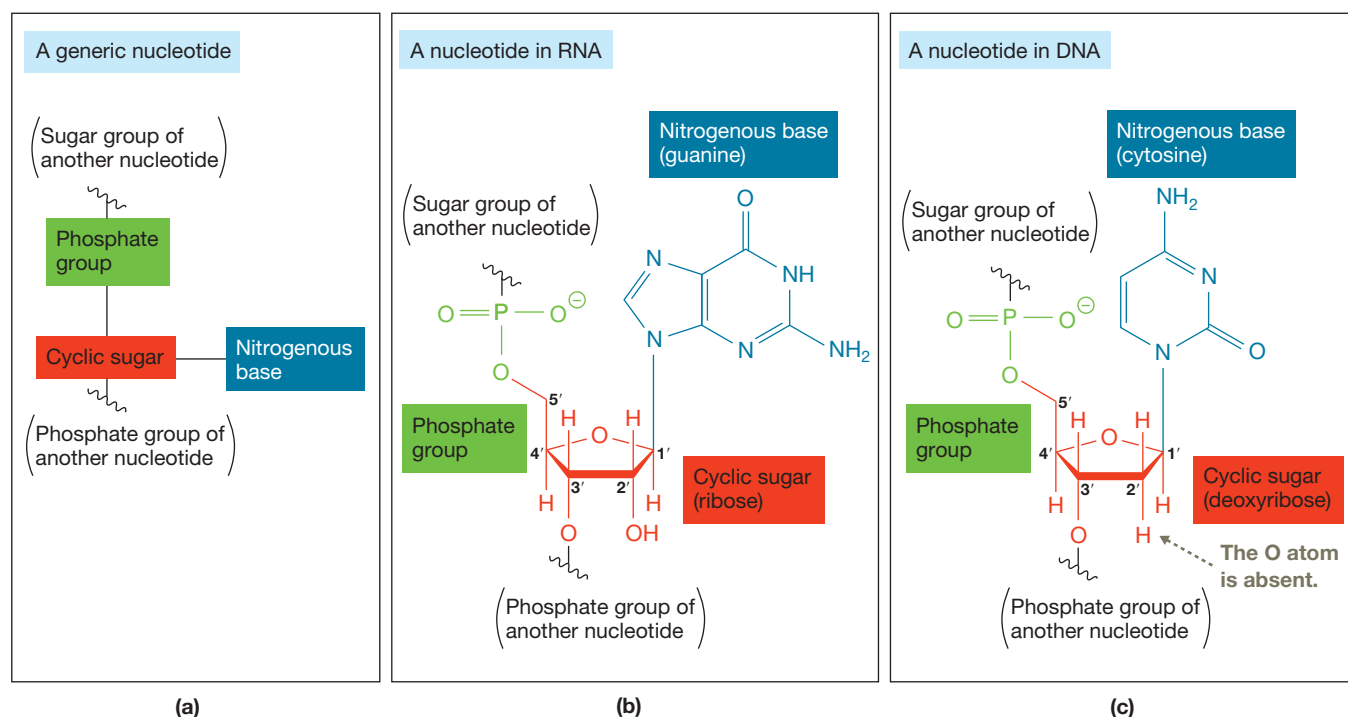 A generic nucleotide
(Sugar group of
another nucleotide)
Phosphate
group
Cyclic sugar
Nitrogenous
base
(Phosphate group of
another nucleotide)
(a)
A nucleotide in RNA
Nitrogenous base
(guanine)
(Sugar group of
another nucleotide)
O
N
NH
O=P—O⊖
N
N
NH₂
O
5′
Phosphate
group
H
H
O
4′
1′
Cyclic sugar
(ribose)
H
3′
2′
H
O
OH
(Phosphate group of
another nucleotide)
(b)
A nucleotide in DNA
Nitrogenous base
(cytosine)
(Sugar group of
another nucleotide)
NH₂
N
O=P—O⊖
N
O
O
5′
Phosphate
group
H
H
O
4′
1′
Cyclic sugar
(deoxyribose)
H
3′
2′
H
O
H
The O atom
is absent.
(Phosphate group of
another nucleotide)
(c)